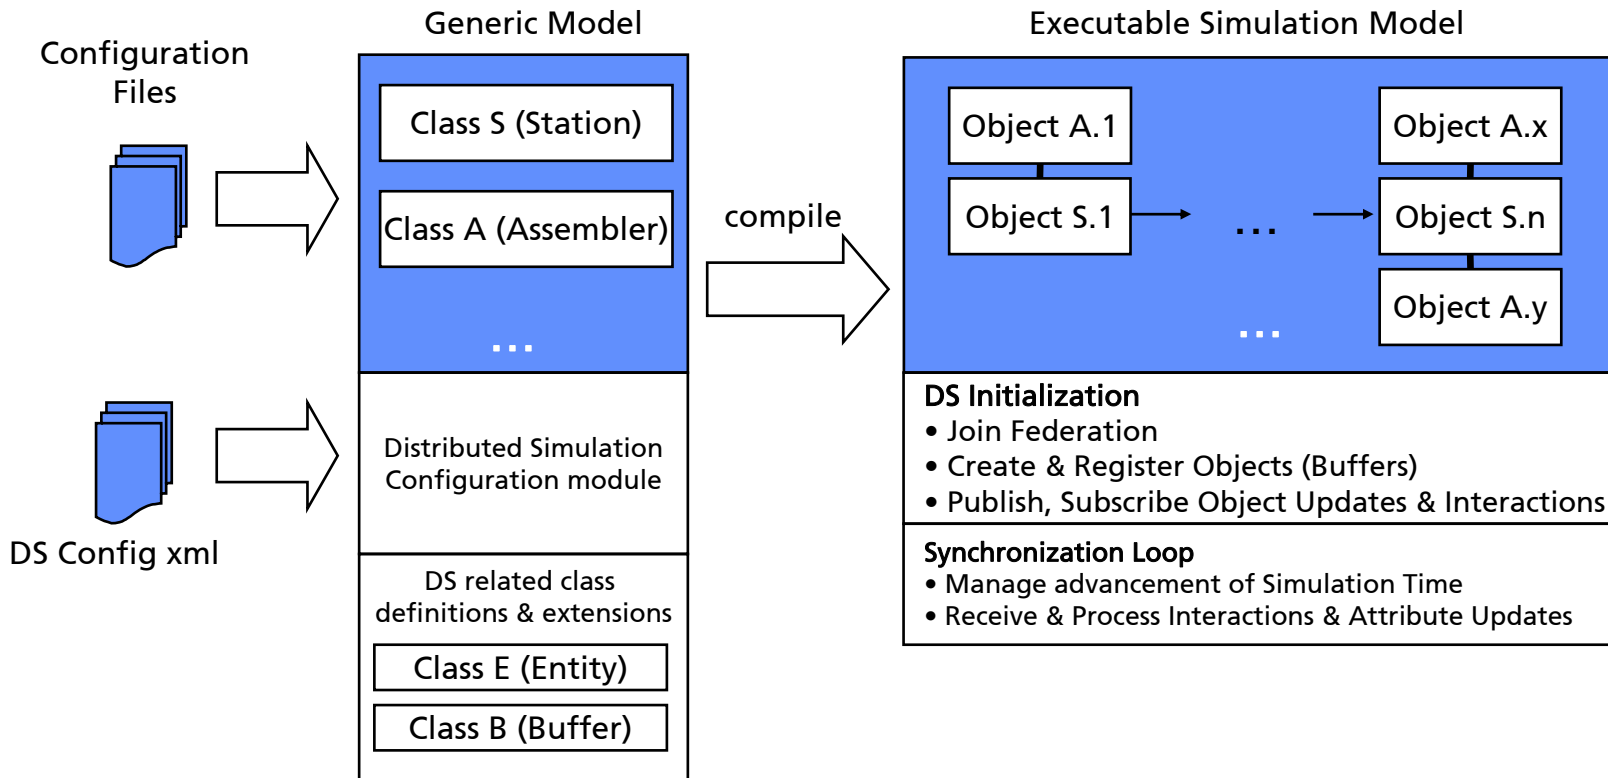 Configuration
Files
DS Config xml
Generic Model
Class S (Station)
Class A (Assembler)
...
Distributed Simulation
Configuration module
DS related class
definitions & extensions
Class E (Entity)
Class B (Buffer)
compile
Executable Simulation Model
Object A.1
Object S.1
...
Object A.x
Object S.n
Object A.y
...
DS Initialization
• Join Federation
• Create & Register Objects (Buffers)
• Publish, Subscribe Object Updates & Interactions
Synchronization Loop
• Manage advancement of Simulation Time
• Receive & Process Interactions & Attribute Updates